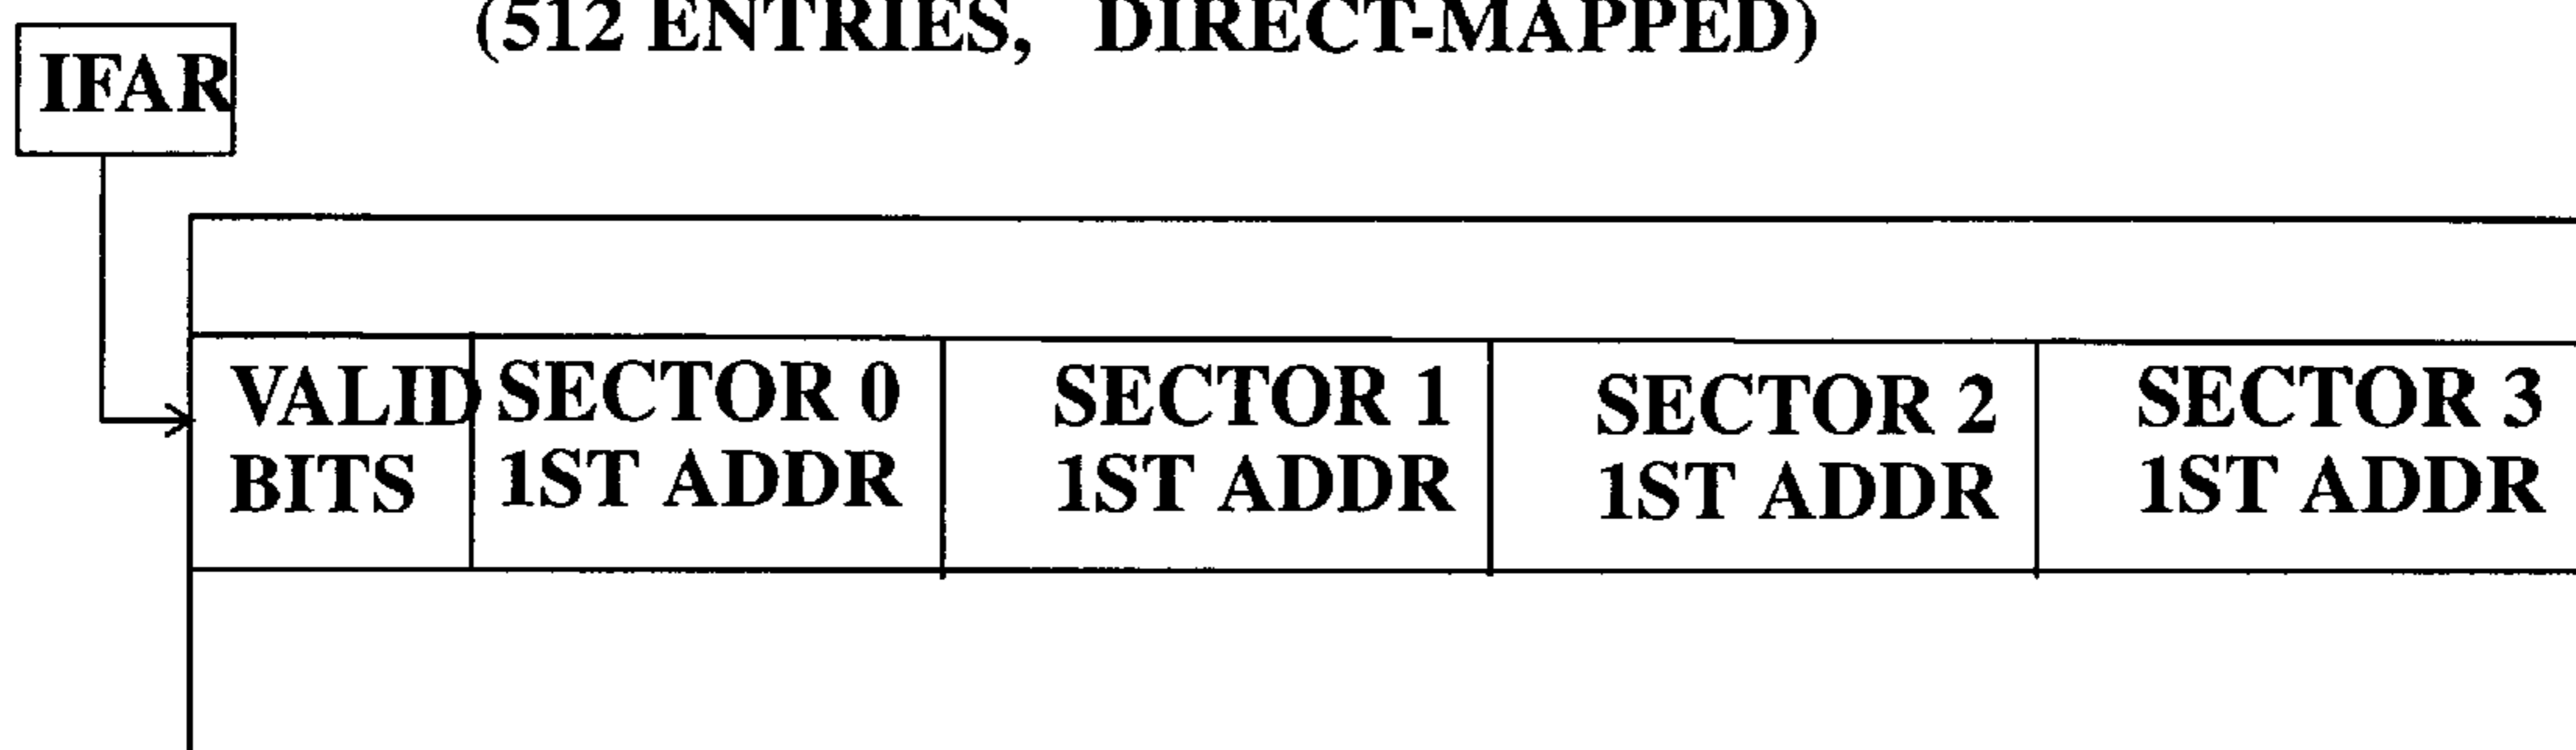 (512 ENTRIES, DIRECT-MAPPED)
IFAR
VALID BITS
SECTOR 0 1ST ADDR
SECTOR 1 1ST ADDR
SECTOR 2 1ST ADDR
SECTOR 3 1ST ADDR